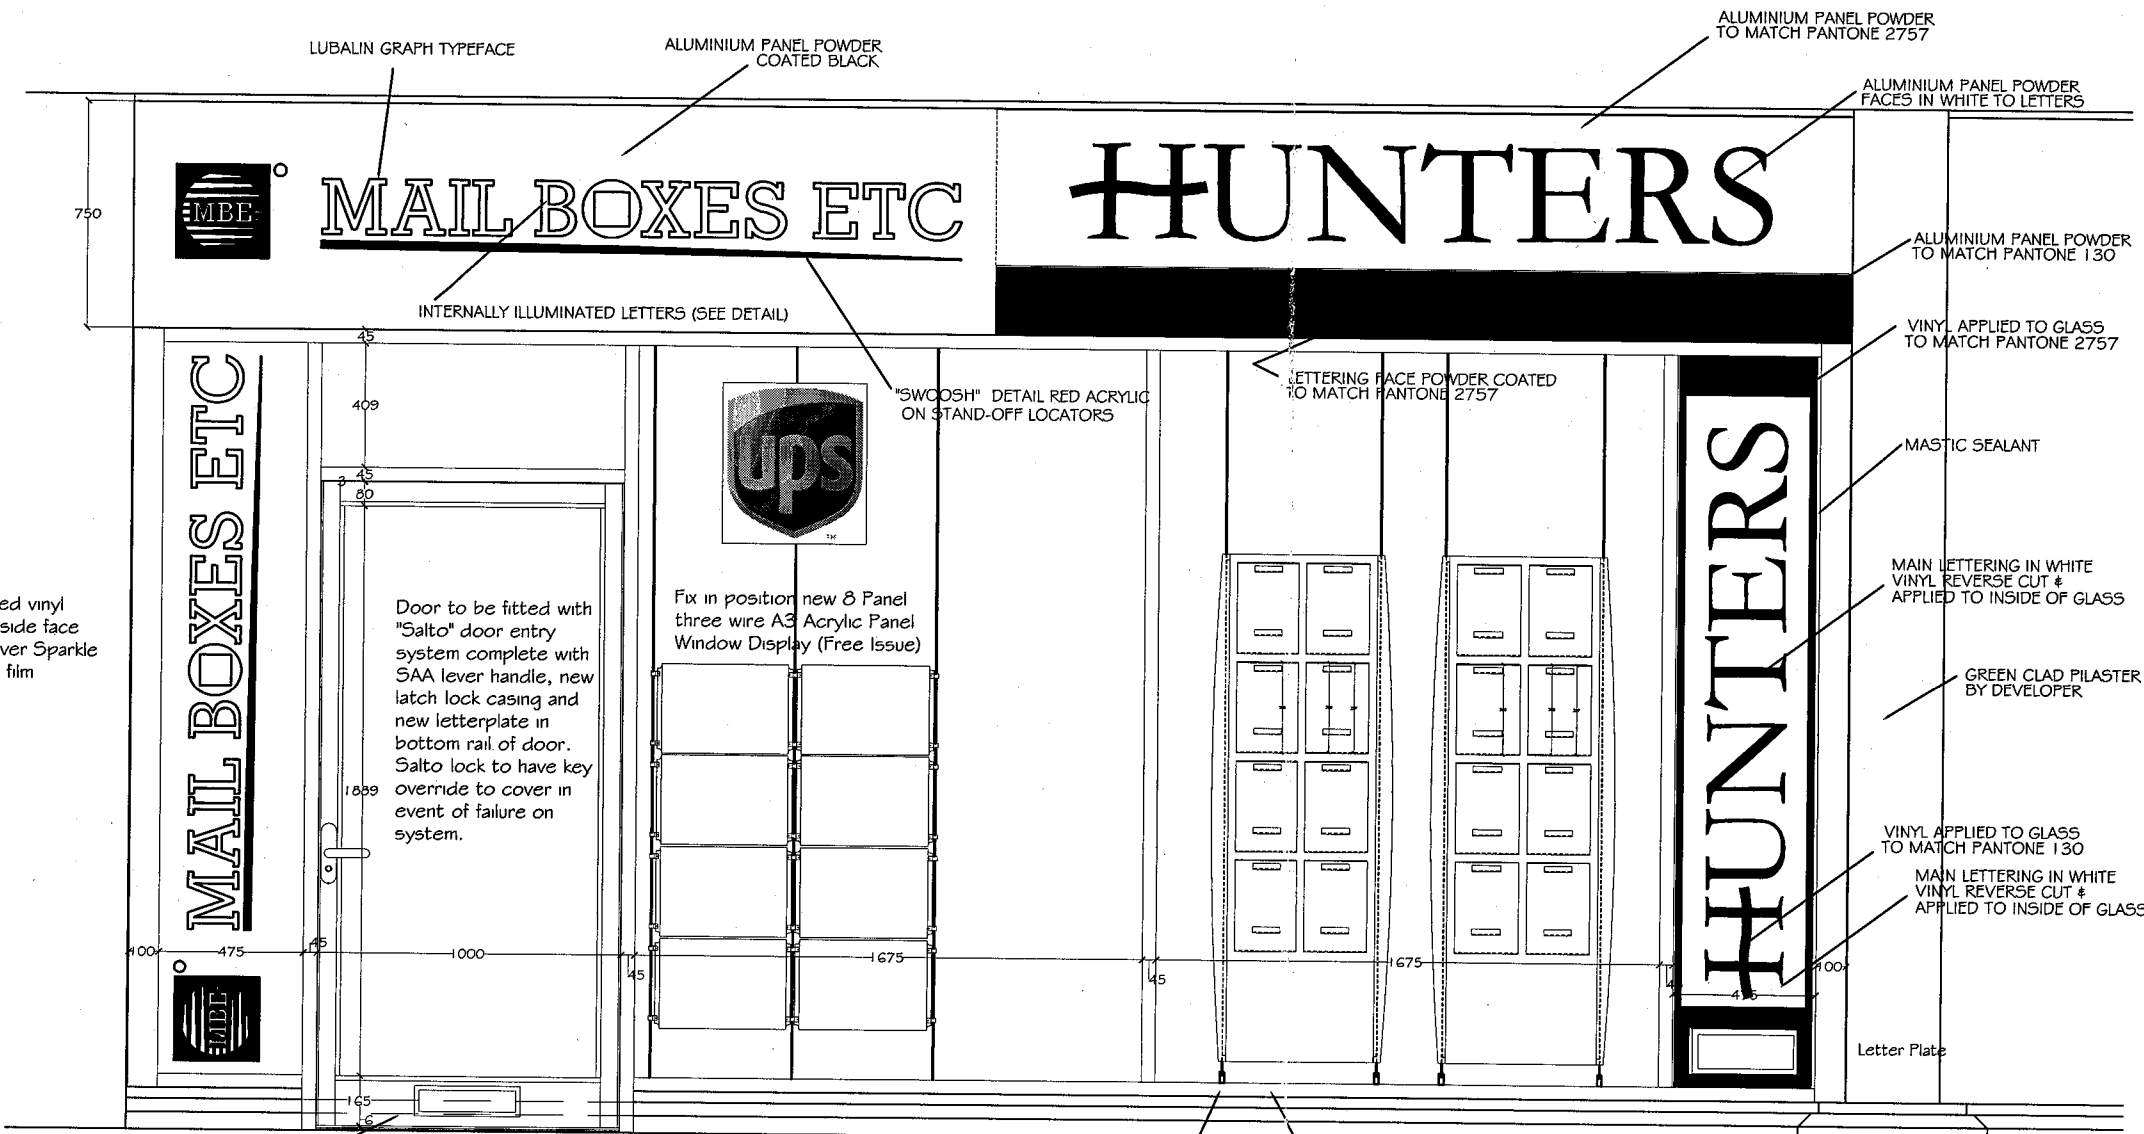 LUBALIN GRAPH TYPEFACE
ALUMINIUM PANEL POWDER
COATED BLACK
ALUMINIUM PANEL POWDER
TO MATCH PANTONE 2757
ALUMINIUM PANEL POWDER
FACES IN WHITE TO LETTERS
750
MBE
MAIL BOXES ETC
HUNTERS
ALUMINIUM PANEL POWDER
TO MATCH PANTONE 130
INTERNALLY ILLUMINATED LETTERS (SEE DETAIL)
VINYL APPLIED TO GLASS
TO MATCH PANTONE 2757
45
409
45
3
80
"SWOOSH" DETAIL RED ACRYLIC
ON STAND-OFF LOCATORS
LETTERING FACE POWDER COATED
TO MATCH PANTONE 2757
ups
TM
MASTIC SEALANT
MAIL BOXES ETC
HUNTERS
MAIN LETTERING IN WHITE
VINYL REVERSE CUT &
APPLIED TO INSIDE OF GLASS
ed vinyl
side face
ver Sparkle
film
Door to be fitted with
"Salto" door entry
system complete with
SAA lever handle, new
latch lock casing and
new letterplate in
bottom rail of door.
Salto lock to have key
override to cover in
event of failure on
system.
Fix in position new 8 Panel
three wire A3 Acrylic Panel
Window Display (Free Issue)
GREEN CLAD PILASTER
BY DEVELOPER
1889
VINYL APPLIED TO GLASS
TO MATCH PANTONE 130
MAIN LETTERING IN WHITE
VINYL REVERSE CUT &
APPLIED TO INSIDE OF GLASS
100
475
45
1000
45
1675
45
1675
475
100
MBE
Letter Plate
165
6